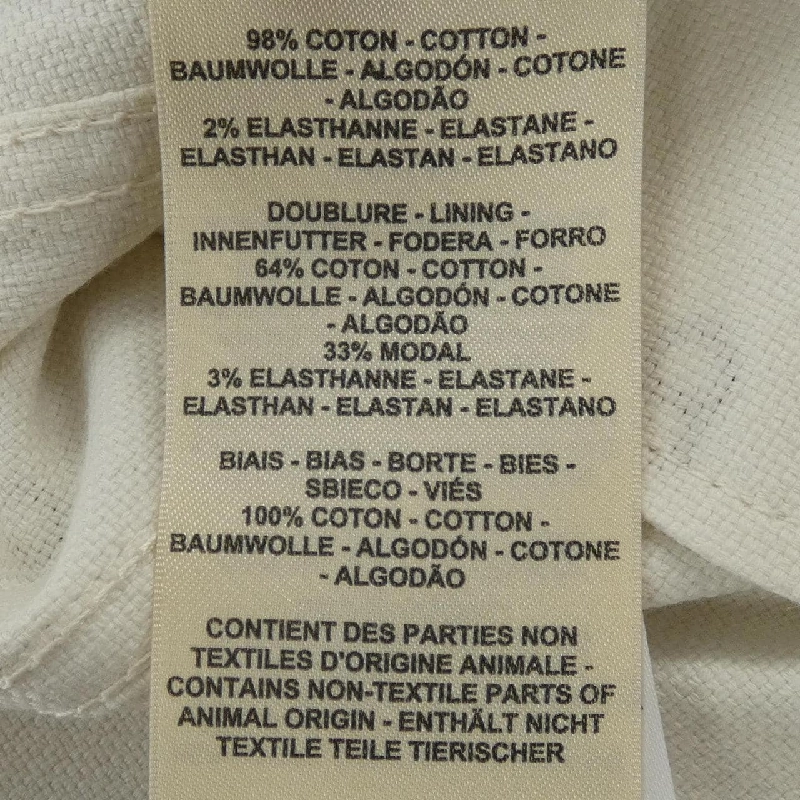 98% COTON - COTTON -
BAUMWOLLE - ALGODÓN - COTONE
- ALGODÃO
2% ELASTHANNE - ELASTANE -
ELASTHAN - ELASTAN - ELASTANO
DOUBLURE - LINING -
INNENFUTTER - FODERA - FORRO
64% COTON - COTTON -
BAUMWOLLE - ALGODÓN - COTONE
- ALGODÃO
33% MODAL
3% ELASTHANNE - ELASTANE -
ELASTHAN - ELASTAN - ELASTANO
BIAIS - BIAS - BORTE - BIES -
SBIECO - VIÉS
100% COTON - COTTON -
BAUMWOLLE - ALGODÓN - COTONE
- ALGODÃO
CONTIENT DES PARTIES NON
TEXTILES D'ORIGINE ANIMALE -
CONTAINS NON-TEXTILE PARTS OF
ANIMAL ORIGIN - ENTHÄLT NICHT
TEXTILE TEILE TIERISCHER